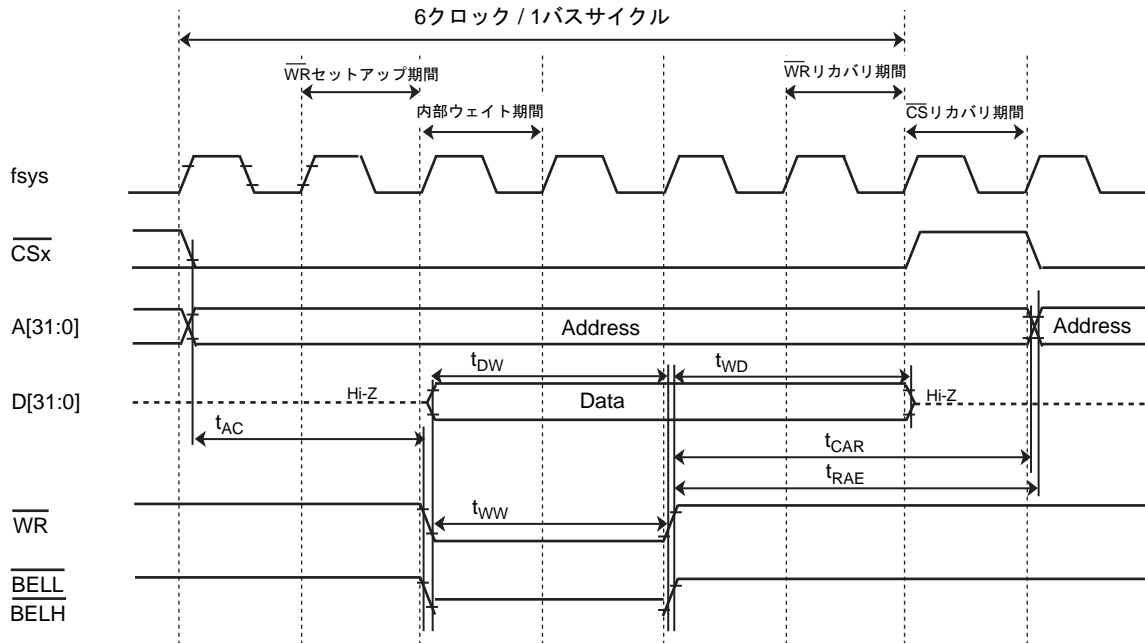 6クロック / 1バスサイクル
WRセットアップ期間
WRリカバリ期間
内部ウェイト期間
CSリカバリ期間
fsys
CSx
A[31:0]
Address
Address
tDW
tWD
D[31:0]
Hi-Z
Data
Hi-Z
tAC
tCAR
tRAE
WR
tWW
BELL
BELH